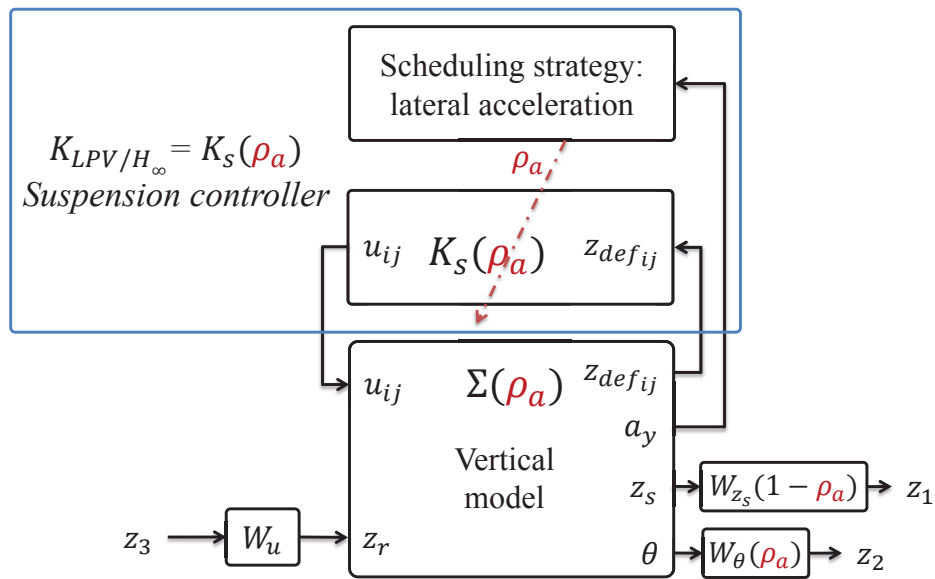 Scheduling strategy:
lateral acceleration
ρ_a
K_{LPV/H_∞} = K_s(ρ_a)
Suspension controller
u_{ij} K_s(ρ_a) z_{def_{ij}}
u_{ij} Σ(ρ_a) z_{def_{ij}}
a_y
Vertical
model
z_s W_{z_s}(1 − ρ_a) z_1
z_3 W_u z_r θ W_θ(ρ_a) z_2